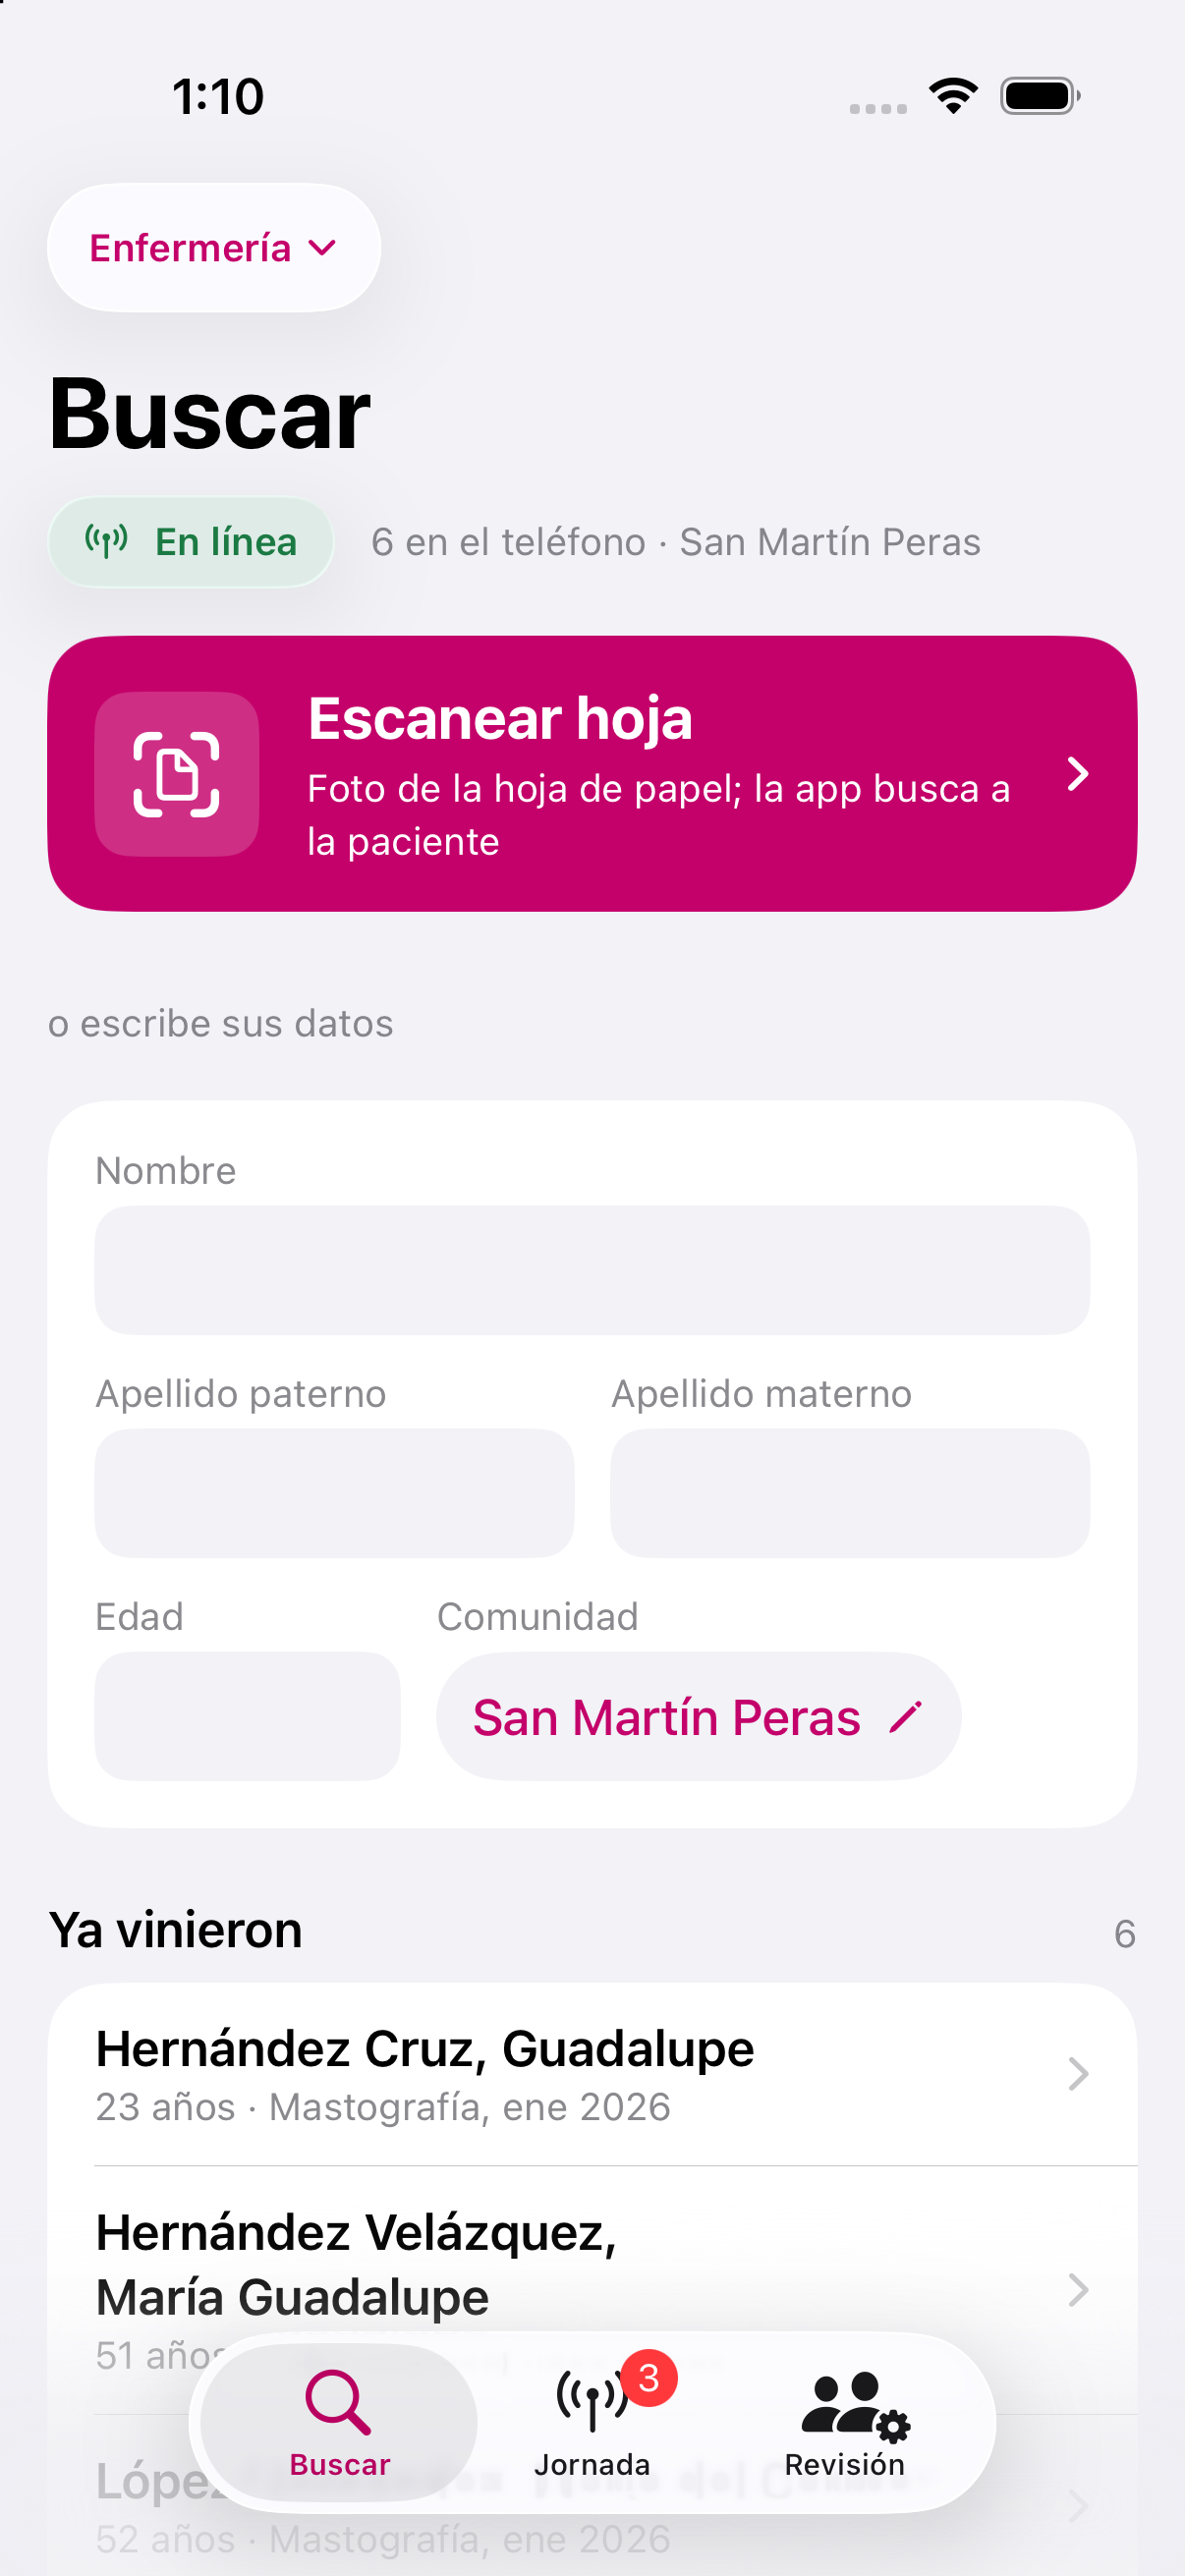 1:10
Enfermería
Buscar
En línea
6 en el teléfono · San Martín Peras
Escanear hoja
Foto de la hoja de papel; la app busca a
la paciente
o escribe sus datos
Nombre
Apellido paterno
Apellido materno
Edad
Comunidad
San Martín Peras
Ya vinieron
6
Hernández Cruz, Guadalupe
23 años · Mastografía, ene 2026
Hernández Velázquez,
María Guadalupe
51 años
López
52 años · Mastografía, ene 2026
3
Buscar
Jornada
Revisión